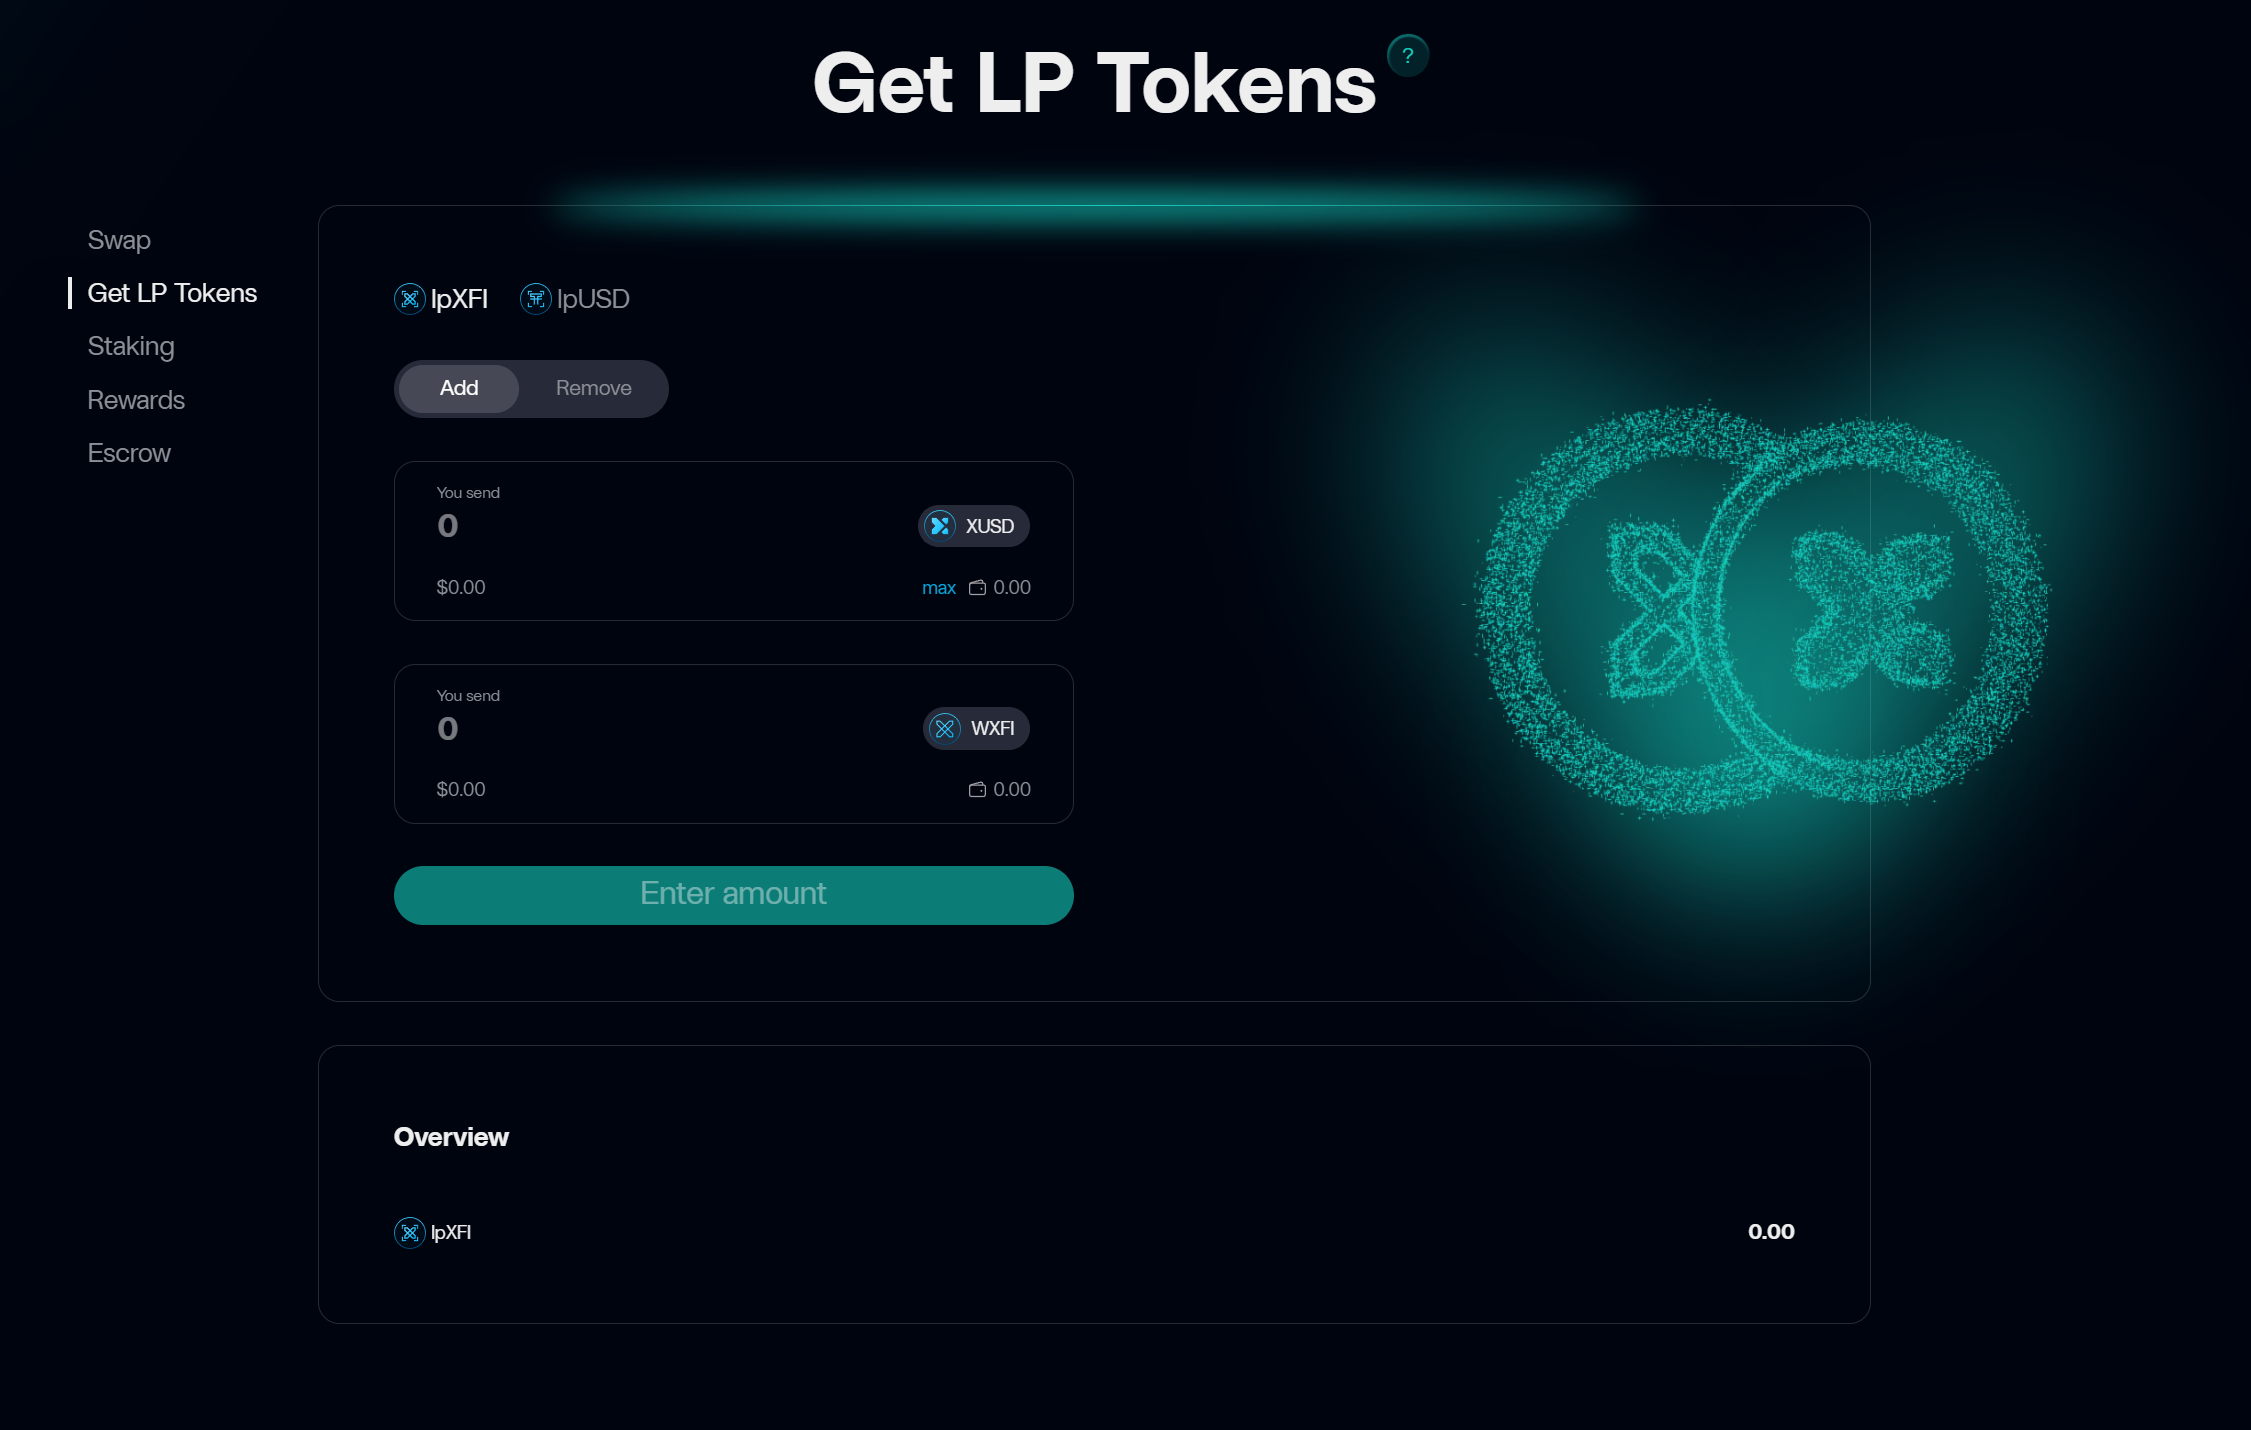 Get LP Tokens
?
Swap
Get LP Tokens
Staking
Rewards
Escrow
lpXFI lpUSD
Add Remove
You send
0 XUSD
$0.00 max 0.00
You send
0 WXFI
$0.00 0.00
Enter amount
Overview
lpXFI 0.00